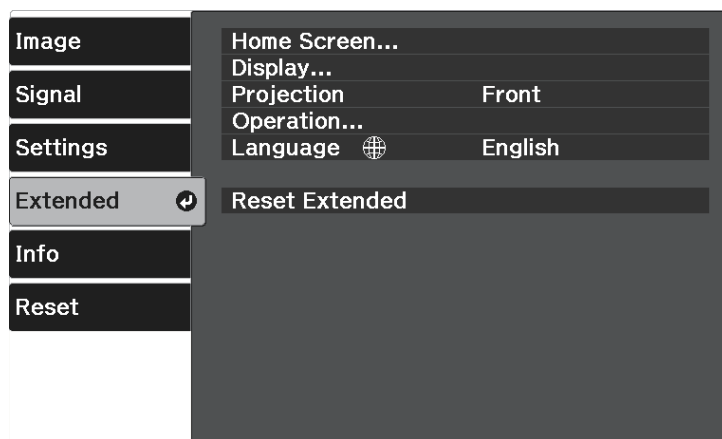 Image
Signal
Settings
Extended
Info
Reset
Home Screen...
Display...
Projection Front
Operation...
Language English
Reset Extended